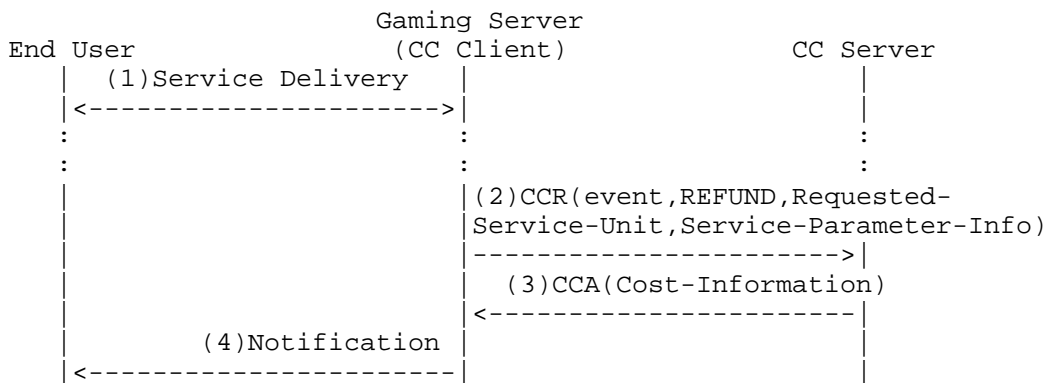 Gaming Server
End User (CC Client) CC Server
(1)Service Delivery
(2)CCR(event,REFUND,Requested-
Service-Unit,Service-Parameter-Info)
(3)CCA(Cost-Information)
(4)Notification